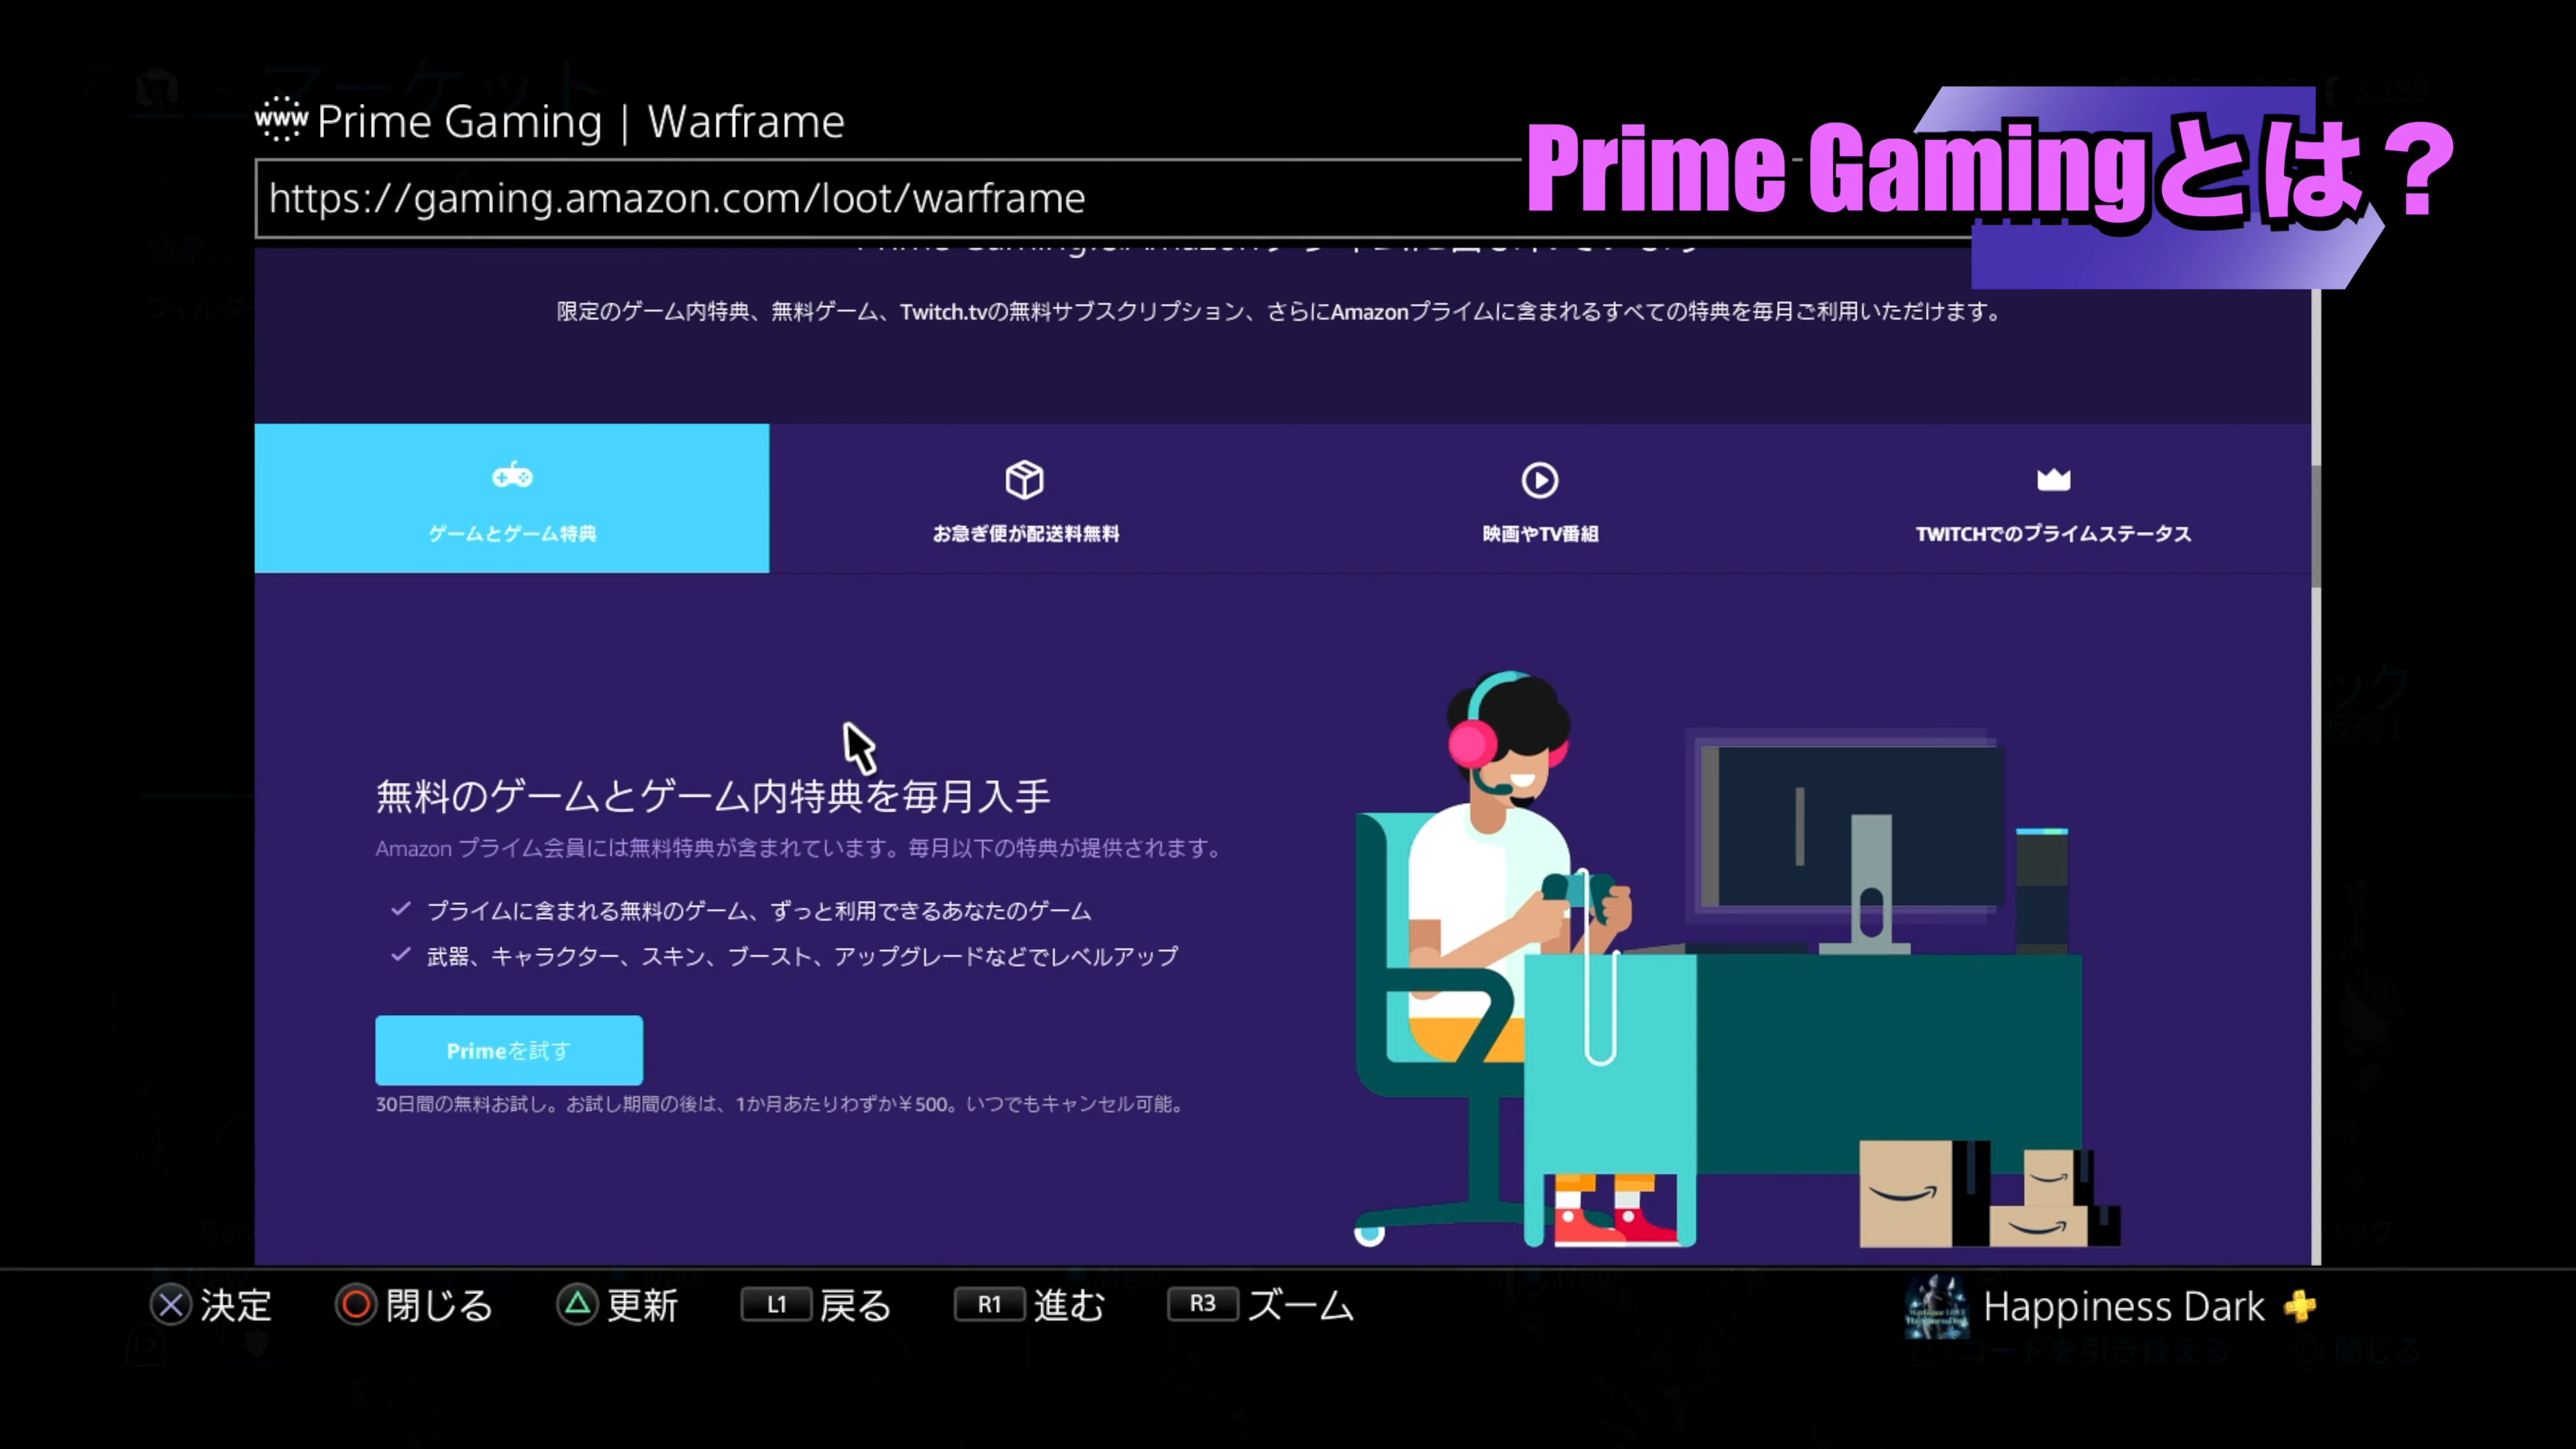 www Prime Gaming | Warframe
Prime Gamingとは？
https://gaming.amazon.com/loot/warframe
限定のゲーム内特典、無料ゲーム、Twitch.tvの無料サブスクリプション、さらにAmazonプライムに含まれるすべての特典を毎月ご利用いただけます。
ゲームとゲーム特典
お急ぎ便が配送料無料
映画やTV番組
TWITCHでのプライムステータス
無料のゲームとゲーム内特典を毎月入手
Amazon プライム会員には無料特典が含まれています。毎月以下の特典が提供されます。
プライムに含まれる無料のゲーム、ずっと利用できるあなたのゲーム
武器、キャラクター、スキン、ブースト、アップグレードなどでレベルアップ
Primeを試す
30日間の無料お試し。お試し期間の後は、1か月あたりわずか￥500。いつでもキャンセル可能。
決定
閉じる
更新
L1 戻る
R1 進む
R3 ズーム
Happiness Dark
コードを引き換える
閉じる